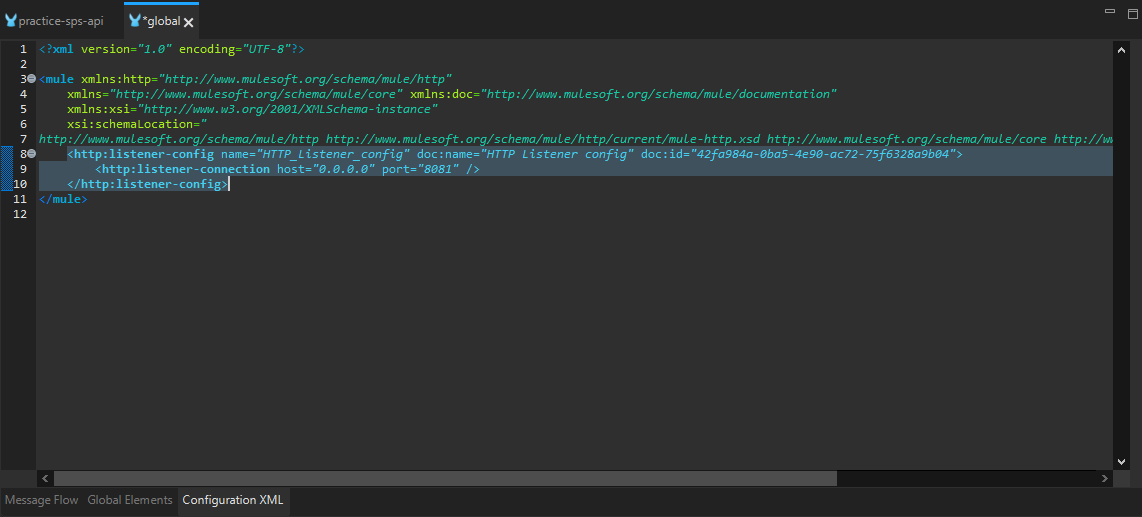 practice-sps-api
*global
1 <?xml version="1.0" encoding="UTF-8"?>
2
3 <mule xmlns:http="http://www.mulesoft.org/schema/mule/http"
4 xmlns="http://www.mulesoft.org/schema/mule/core" xmlns:doc="http://www.mulesoft.org/schema/mule/documentation"
5 xmlns:xsi="http://www.w3.org/2001/XMLSchema-instance"
6 xsi:schemaLocation="
7 http://www.mulesoft.org/schema/mule/http http://www.mulesoft.org/schema/mule/http/current/mule-http.xsd http://www.mulesoft.org/schema/mule/core http://ww
8 <http:listener-config name="HTTP_Listener_config" doc:name="HTTP Listener config" doc:id="42fa984a-0ba5-4e90-ac72-75f6328a9b04">
9 <http:listener-connection host="0.0.0.0" port="8081" />
10 </http:listener-config>
11 </mule>
12
Message Flow Global Elements Configuration XML